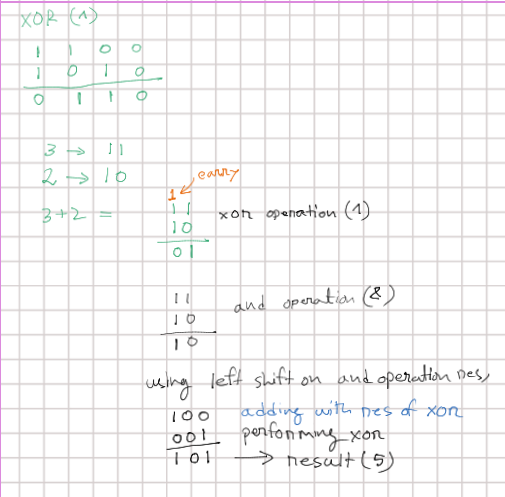 XOR (^)
1 1 0 0
1 0 1 0
0 1 1 0
3 → 11
2 → 10
1 carry
3+2 = 11 xor operation (^)
10
01
11 and operation (&)
10
10
using left shift on and operation res,
100 adding with res of xor
001 performing xor
101 → result (5)